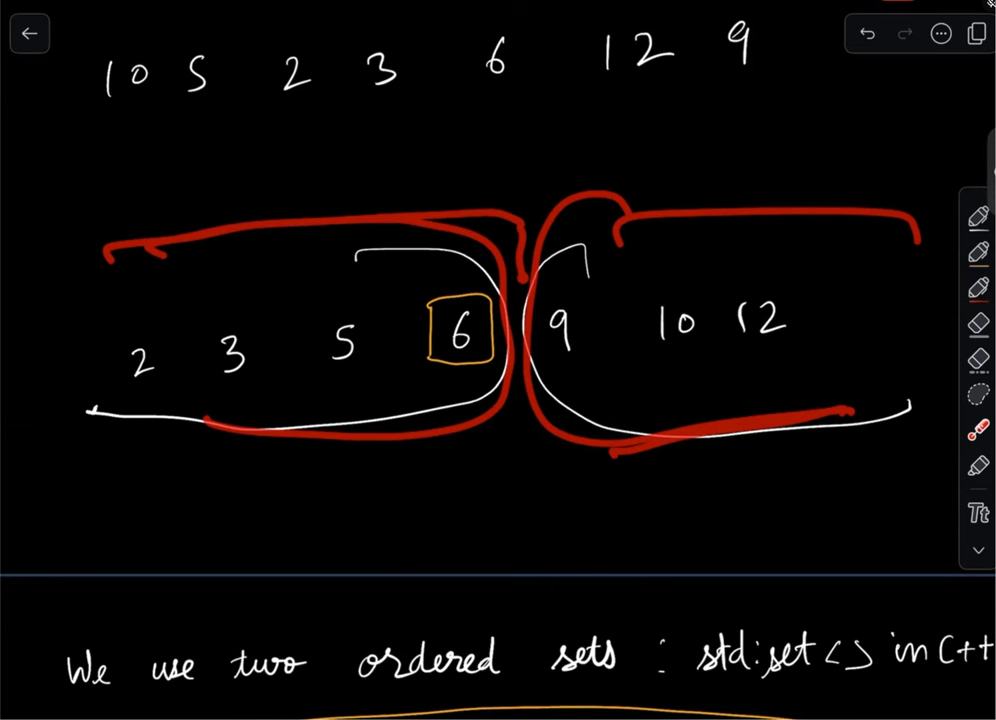 10 5 2 3 6 12 9
2 3 5 6 9 10 12
We use two ordered sets : std:set<> in C++
Tt